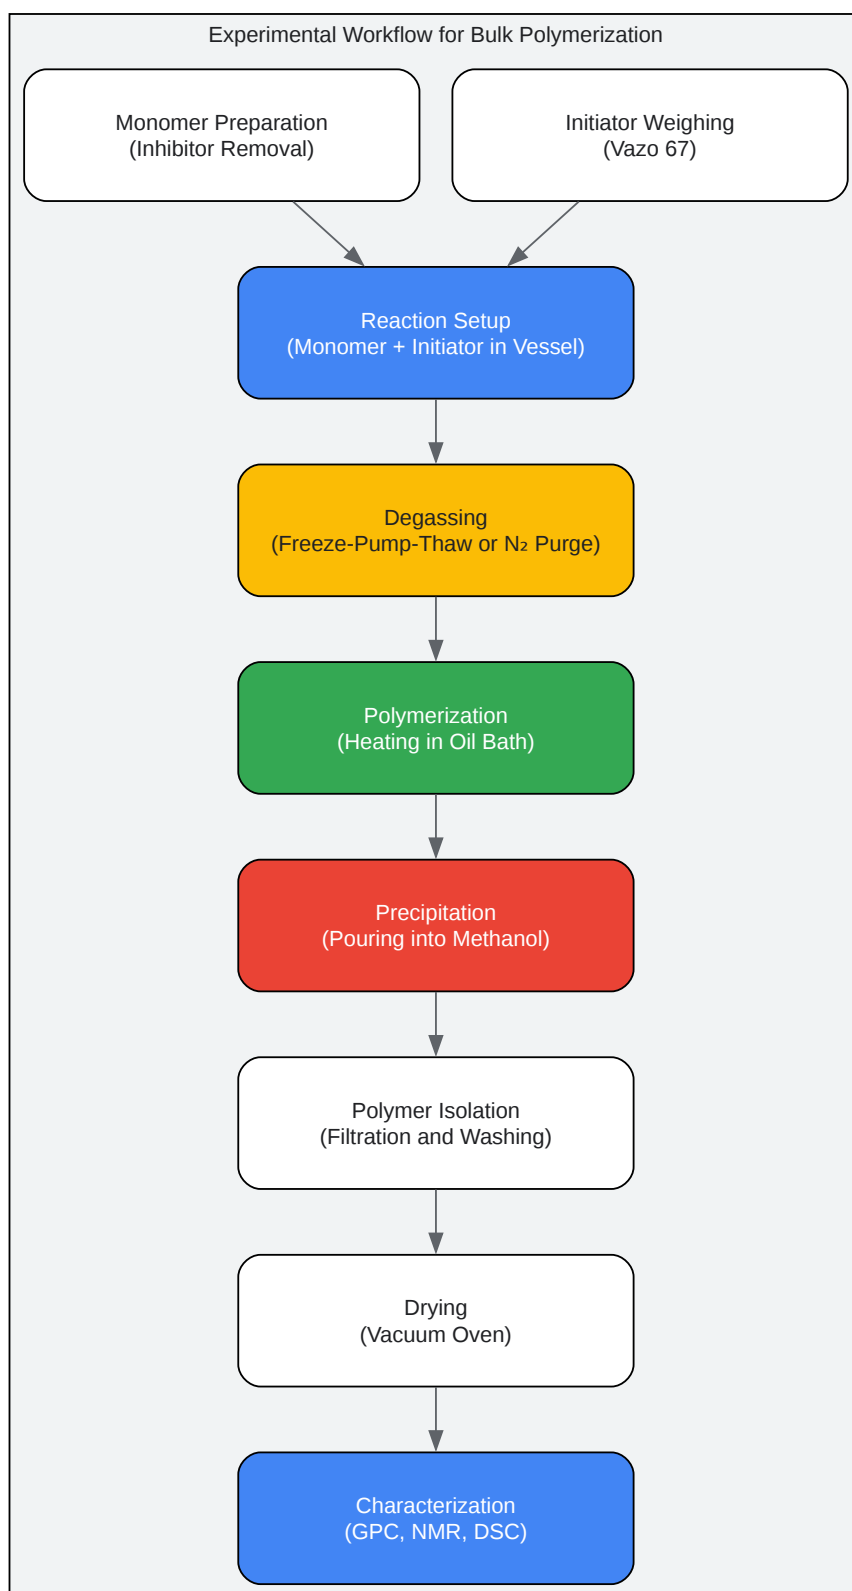 Experimental Workflow for Bulk Polymerization
Monomer Preparation
(Inhibitor Removal)
Initiator Weighing
(Vazo 67)
Reaction Setup
(Monomer + Initiator in Vessel)
Degassing
(Freeze-Pump-Thaw or N₂ Purge)
Polymerization
(Heating in Oil Bath)
Precipitation
(Pouring into Methanol)
Polymer Isolation
(Filtration and Washing)
Drying
(Vacuum Oven)
Characterization
(GPC, NMR, DSC)